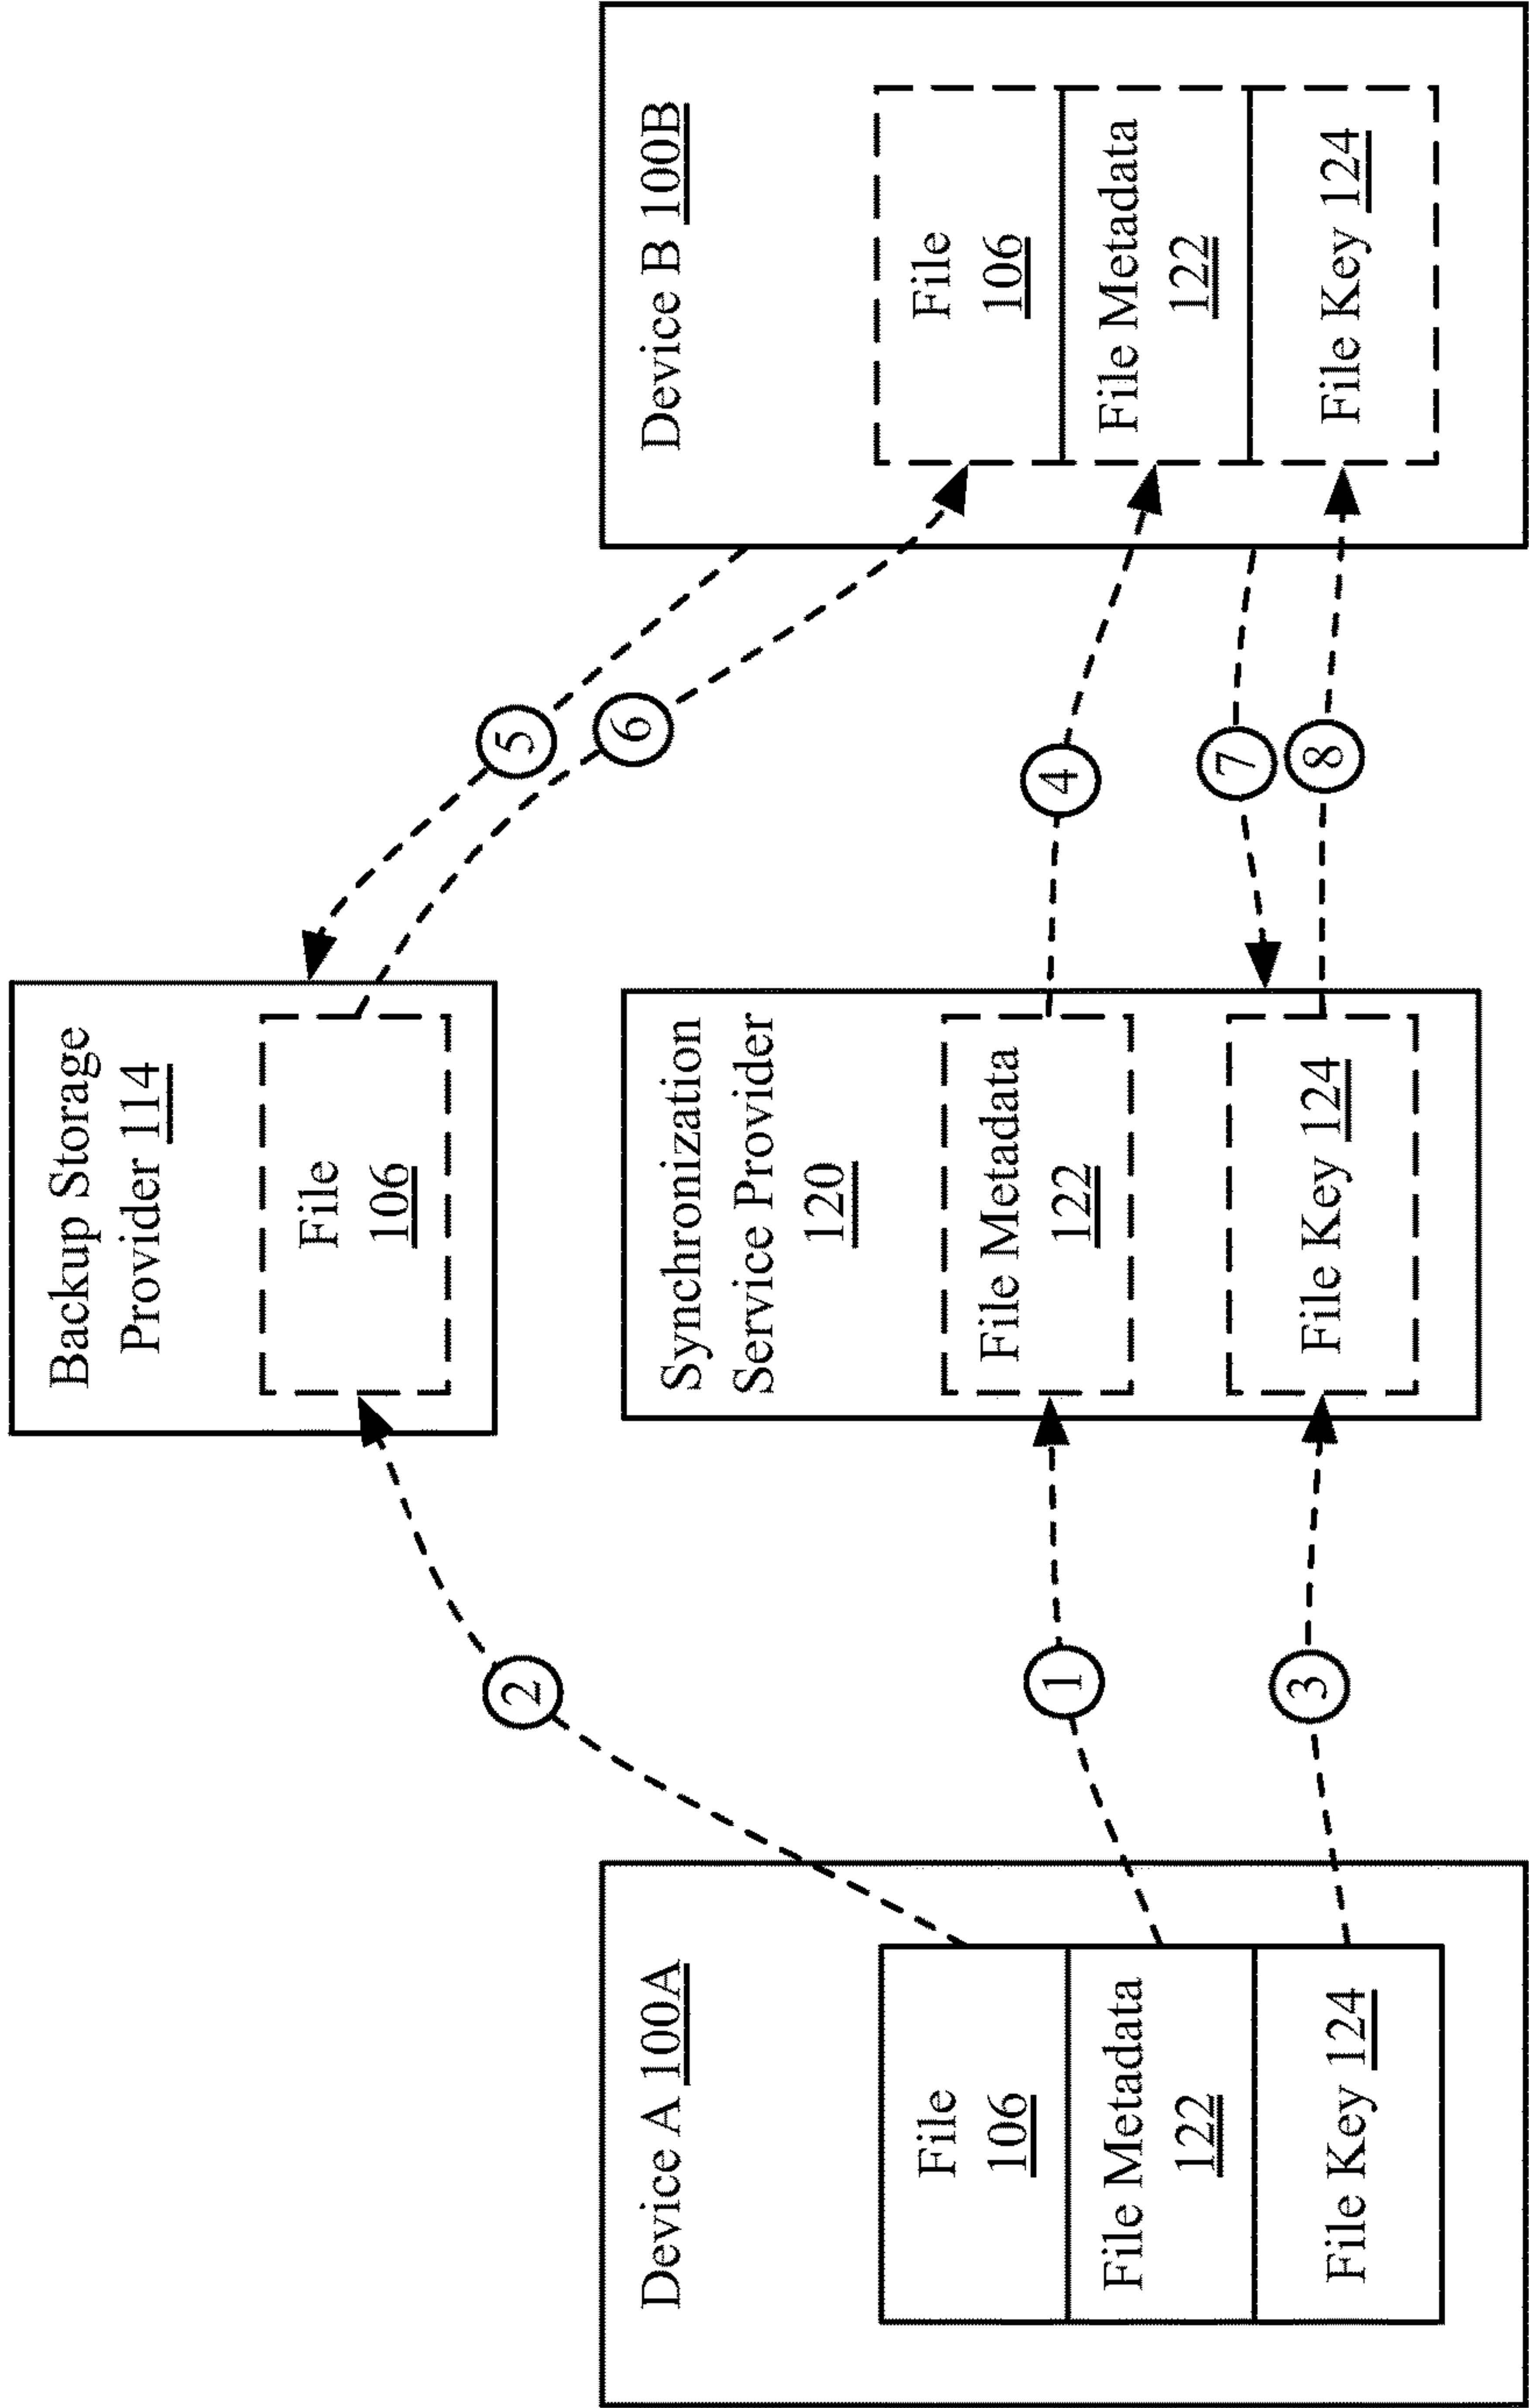 Backup Storage
Provider 114
File
106
2
5
6
Device A 100A
File
106
File Metadata
122
File Key 124
1
3
Synchronization
Service Provider
120
File Metadata
122
File Key 124
4
7
8
Device B 100B
File
106
File Metadata
122
File Key 124